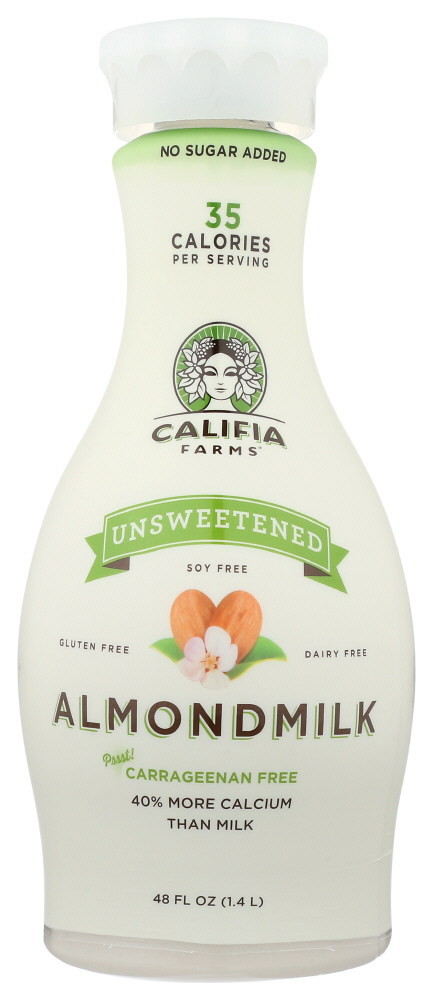 NO SUGAR ADDED
35
CALORIES
PER SERVING
CALIFIA
FARMS
UNSWEETENED
SOY FREE
GLUTEN FREE
DAIRY FREE
ALMONDMILK
Pssst!
CARRAGEENAN FREE
40% MORE CALCIUM
THAN MILK
48 FL OZ (1.4 L)